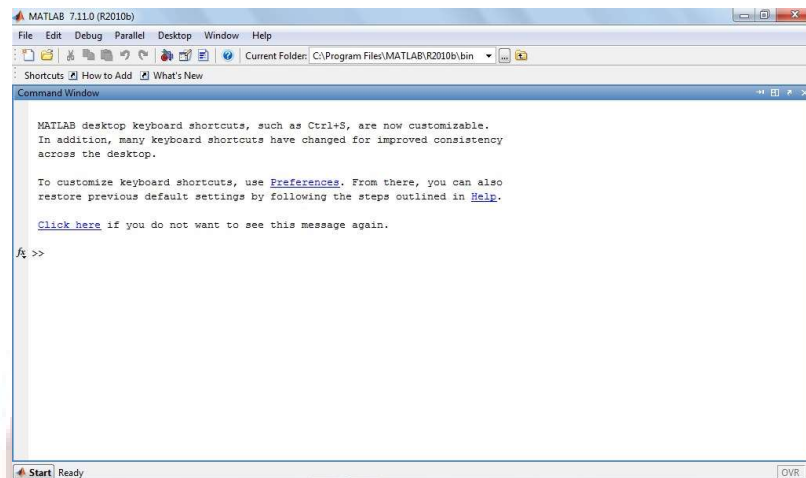 MATLAB 7.11.0 (R2010b)
File Edit Debug Parallel Desktop Window Help
Current Folder: C:\Program Files\MATLAB\R2010b\bin
Shortcuts How to Add What's New
Command Window
MATLAB desktop keyboard shortcuts, such as Ctrl+S, are now customizable.
In addition, many keyboard shortcuts have changed for improved consistency
across the desktop.
To customize keyboard shortcuts, use Preferences. From there, you can also
restore previous default settings by following the steps outlined in Help.
Click here if you do not want to see this message again.
fx >>
Start Ready OVR